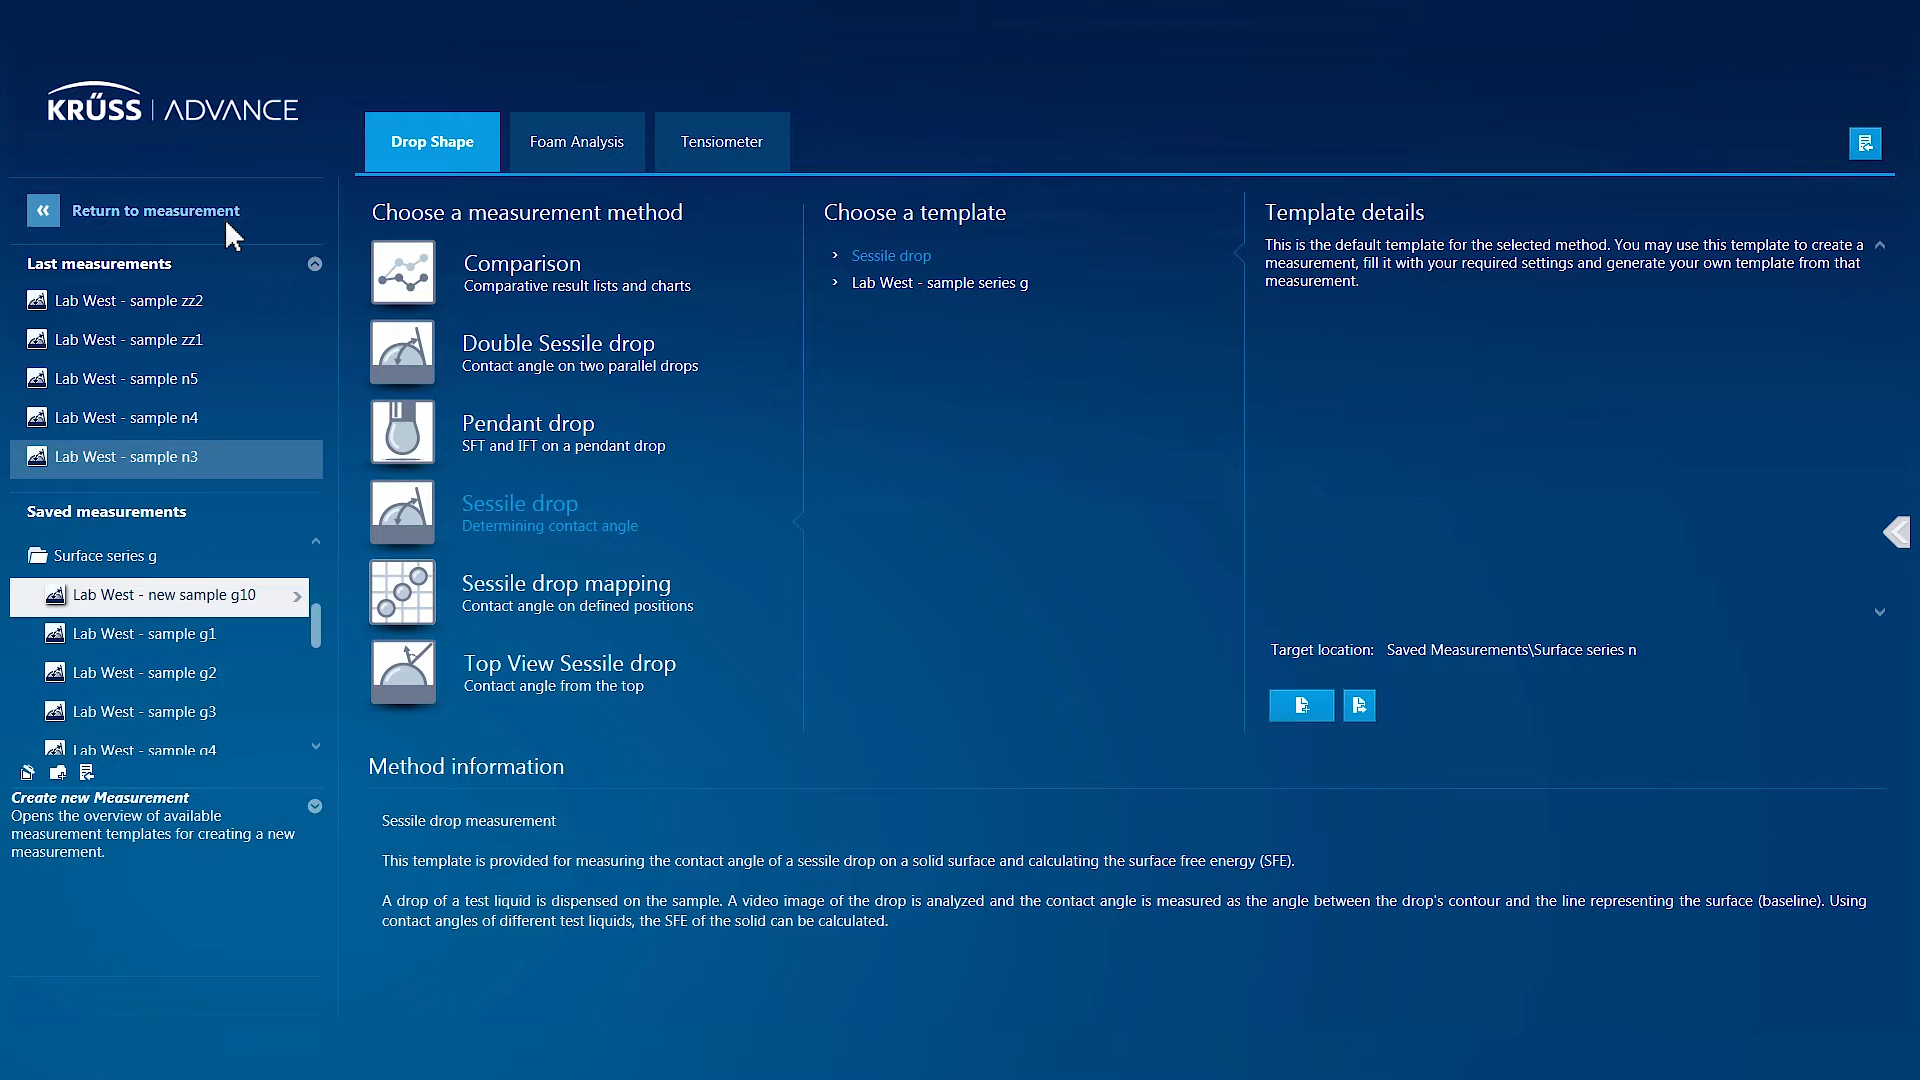 KRÜSS | ADVANCE
Drop Shape
Foam Analysis
Tensiometer
Return to measurement
Last measurements
Lab West - sample zz2
Lab West - sample zz1
Lab West - sample n5
Lab West - sample n4
Lab West - sample n3
Saved measurements
Surface series g
Lab West - new sample g10
Lab West - sample g1
Lab West - sample g2
Lab West - sample g3
Lab West - sample g4
Create new Measurement
Opens the overview of available
measurement templates for creating a new
measurement.
Choose a measurement method
Comparison
Comparative result lists and charts
Double Sessile drop
Contact angle on two parallel drops
Pendant drop
SFT and IFT on a pendant drop
Sessile drop
Determining contact angle
Sessile drop mapping
Contact angle on defined positions
Top View Sessile drop
Contact angle from the top
Choose a template
Sessile drop
Lab West - sample series g
Template details
This is the default template for the selected method. You may use this template to create a
measurement, fill it with your required settings and generate your own template from that
measurement.
Target location: Saved Measurements\Surface series n
Method information
Sessile drop measurement
This template is provided for measuring the contact angle of a sessile drop on a solid surface and calculating the surface free energy (SFE).
A drop of a test liquid is dispensed on the sample. A video image of the drop is analyzed and the contact angle is measured as the angle between the drop's contour and the line representing the surface (baseline). Using
contact angles of different test liquids, the SFE of the solid can be calculated.